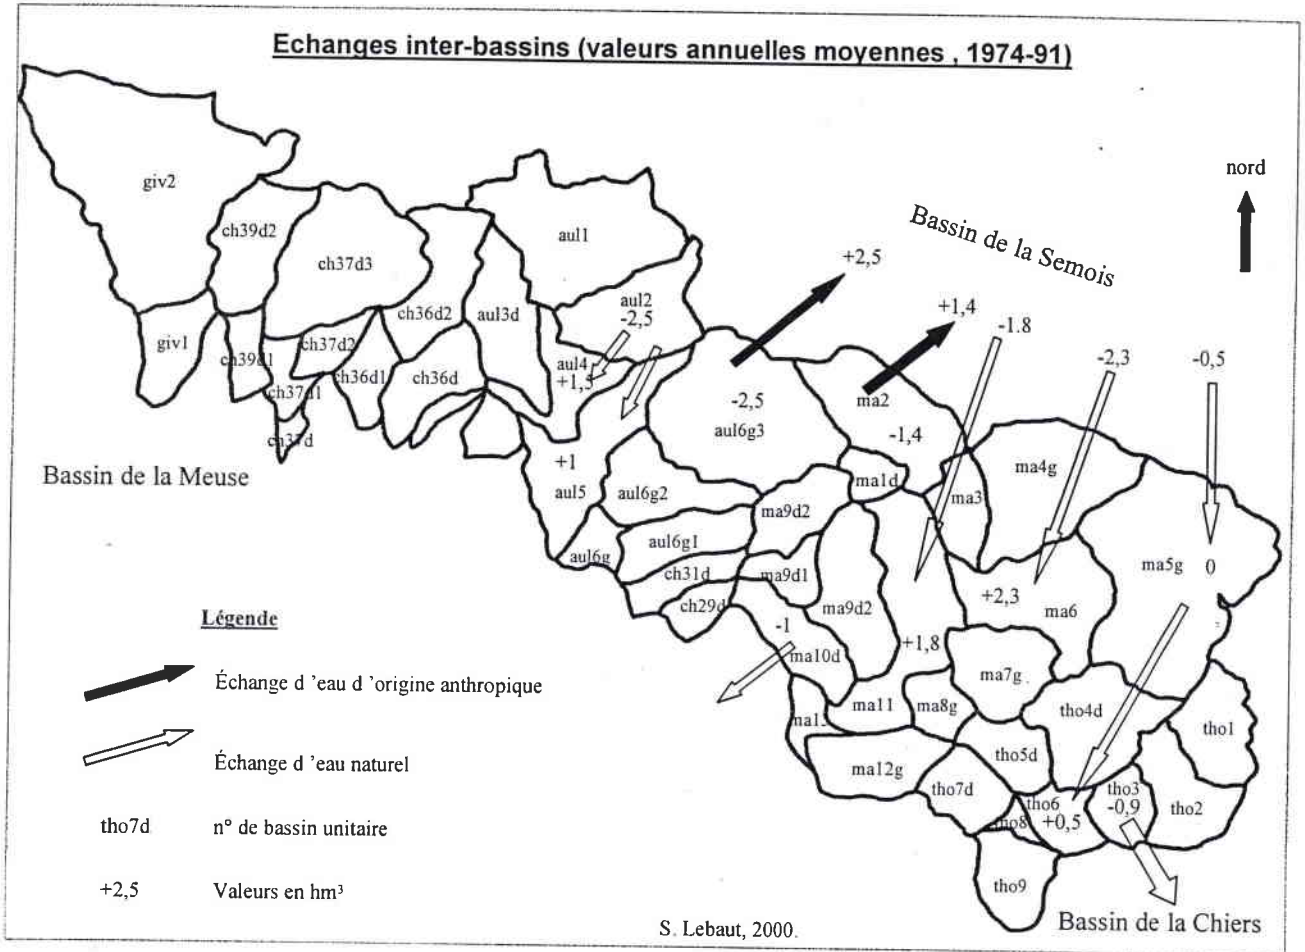 Echanges inter-bassins (valeurs annuelles moyennes , 1974-91)
nord
giv2
ch39d2
ch37d3
aul1
+2,5
Bassin de la Semois
+1,4
-1.8
-2,3
-0,5
aul2
-2,5
ch36d2
aul3d
giv1
ch39d1
ch37d2
ch36d1
ch36d
aul4
+1,5
ch37d1
ch37d
-2,5
aul6g3
ma2
-1,4
Bassin de la Meuse
+1
aul5
aul6g2
ma1d
ma3
ma4g
ma9d2
aul6g
aul6g1
ch31d
ma9d1
ch29d
ma9d2
+2,3
ma6
ma5g
0
-1
ma10d
+1,8
ma7g
ma11
ma8g
tho4d
tho1
ma13
ma12g
tho5d
tho7d
tho6
+0,5
tho3
-0,9
tho2
tho8
tho9
Légende
Échange d 'eau d 'origine anthropique
Échange d 'eau naturel
tho7d n° de bassin unitaire
+2,5 Valeurs en hm³
S. Lebaut, 2000.
Bassin de la Chiers